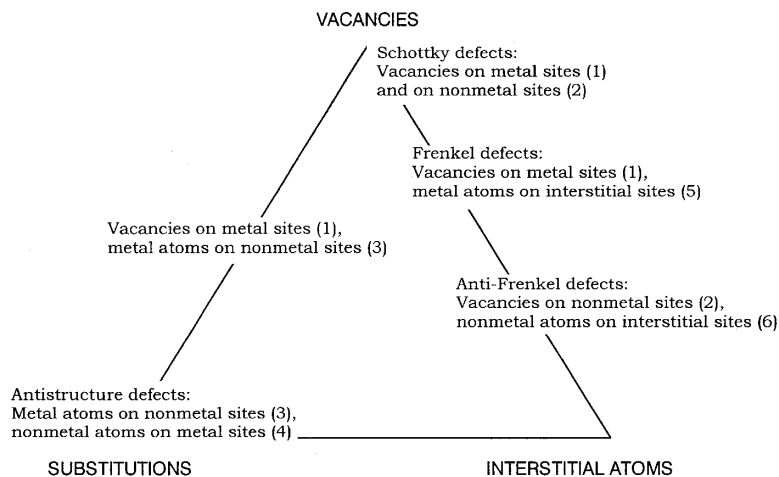 VACANCIES
Schottky defects:
Vacancies on metal sites (1)
and on nonmetal sites (2)
Frenkel defects:
Vacancies on metal sites (1),
metal atoms on interstitial sites (5)
Vacancies on metal sites (1),
metal atoms on nonmetal sites (3)
Anti-Frenkel defects:
Vacancies on nonmetal sites (2),
nonmetal atoms on interstitial sites (6)
Antistructure defects:
Metal atoms on nonmetal sites (3),
nonmetal atoms on metal sites (4)
SUBSTITUTIONS
INTERSTITIAL ATOMS